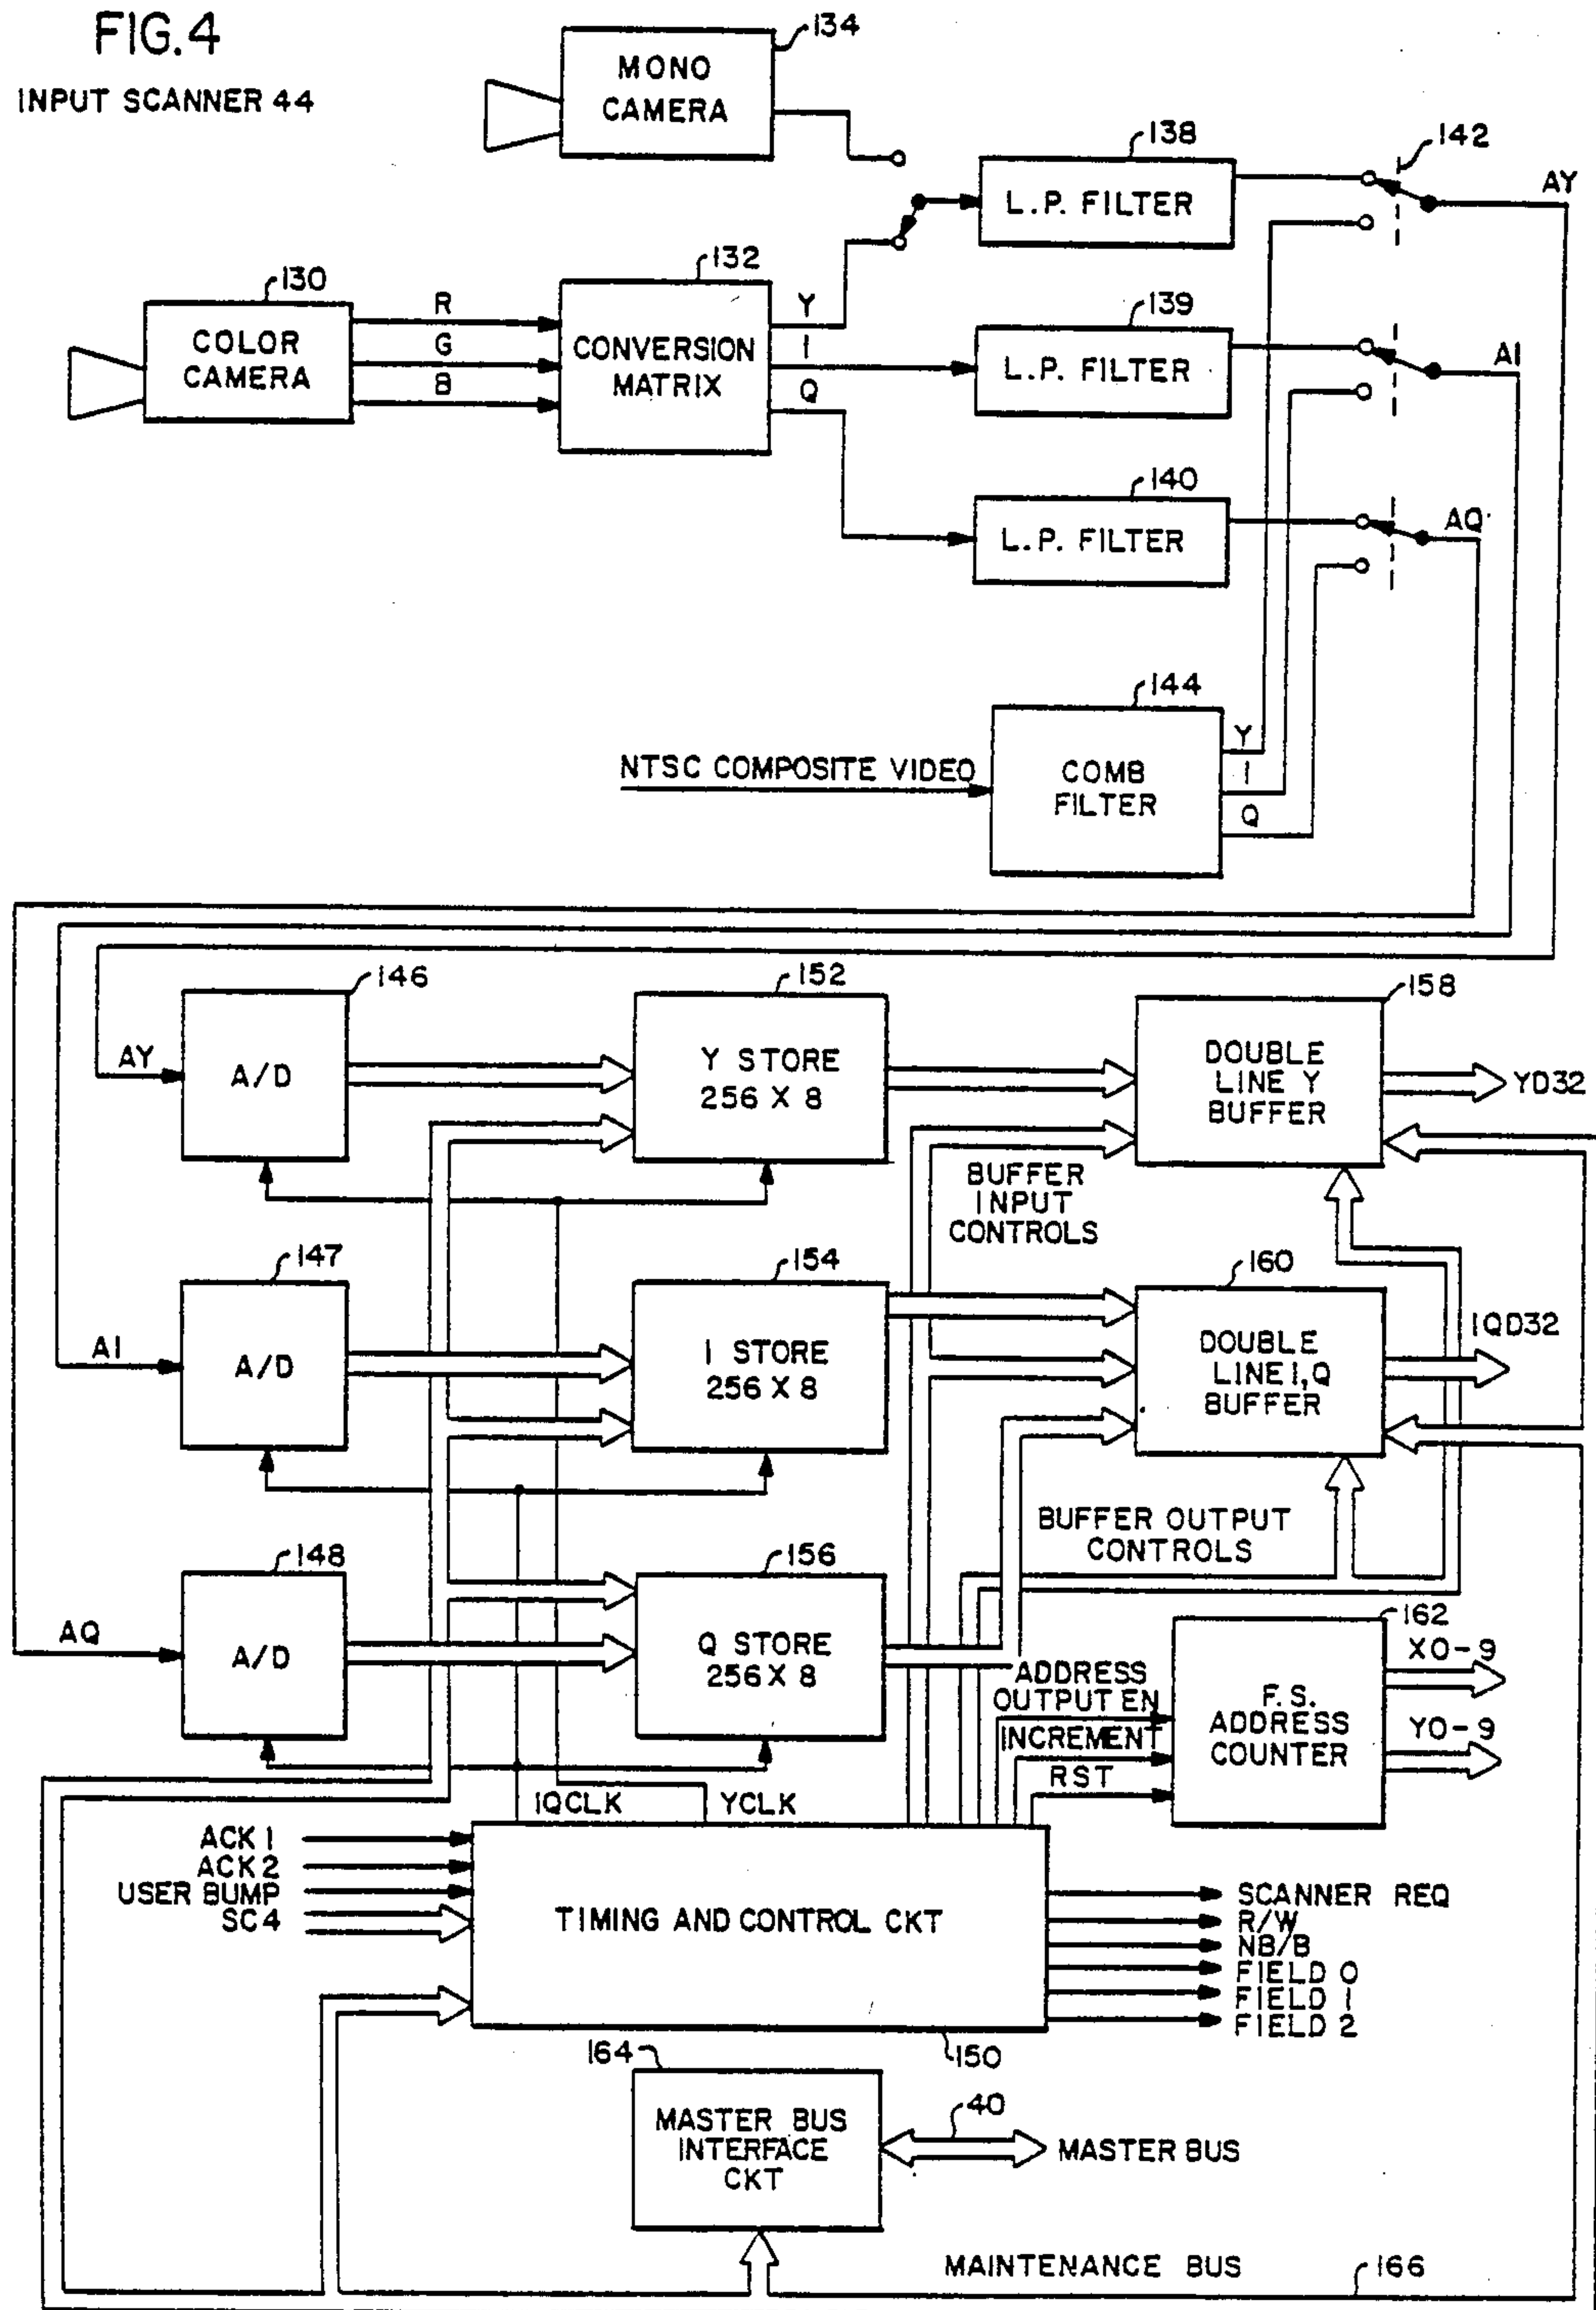 FIG. 4
INPUT SCANNER 44
134
MONO
CAMERA
138
L.P. FILTER
142
AY
130
COLOR
CAMERA
R
G
B
132
CONVERSION
MATRIX
Y
I
Q
139
L.P. FILTER
AI
140
L.P. FILTER
AQ
144
NTSC COMPOSITE VIDEO
COMB
FILTER
Y
I
Q
146
AY
A/D
152
Y STORE
256 X 8
158
DOUBLE
LINE Y
BUFFER
YD32
BUFFER
INPUT
CONTROLS
147
AI
A/D
154
I STORE
256 X 8
160
DOUBLE
LINE I, Q
BUFFER
IQD32
BUFFER OUTPUT
CONTROLS
148
AQ
A/D
156
Q STORE
256 X 8
162
ADDRESS
OUTPUT EN
INCREMENT
RST
F. S.
ADDRESS
COUNTER
X0-9
Y0-9
IQCLK
YCLK
ACK 1
ACK 2
USER BUMP
SC4
TIMING AND CONTROL CKT
SCANNER REQ
R/W
NB/B
FIELD 0
FIELD 1
FIELD 2
150
164
MASTER BUS
INTERFACE
CKT
40
MASTER BUS
MAINTENANCE BUS
166